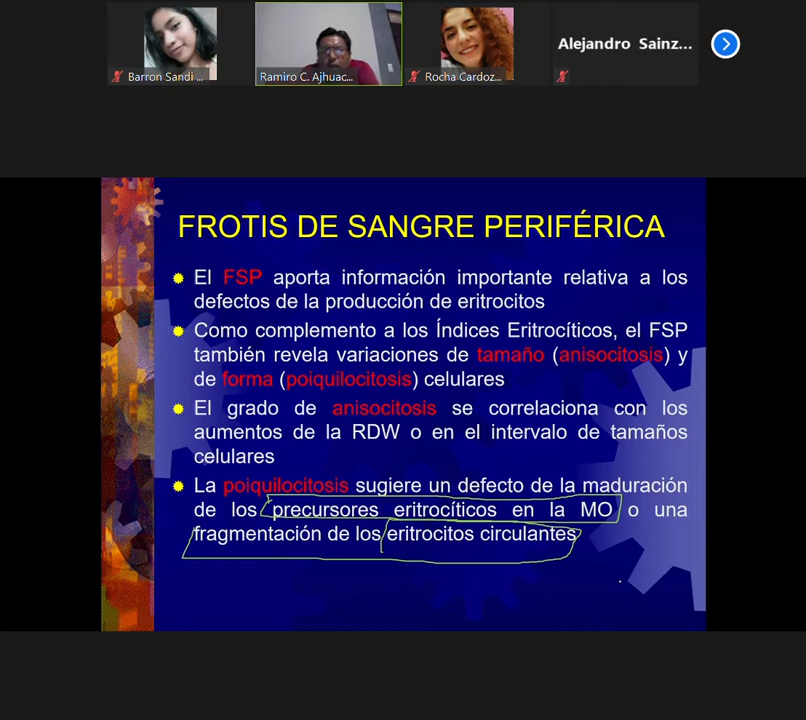 Barron Sandi ...
Ramiro C. Ajhuac...
Rocha Cardoz...
Alejandro Sainz...
FROTIS DE SANGRE PERIFÉRICA
El FSP aporta información importante relativa a los
defectos de la producción de eritrocitos
Como complemento a los Índices Eritrocíticos, el FSP
también revela variaciones de tamaño (anisocitosis) y
de forma (poiquilocitosis) celulares
El grado de anisocitosis se correlaciona con los
aumentos de la RDW o en el intervalo de tamaños
celulares
La poiquilocitosis sugiere un defecto de la maduración
de los precursores eritrocíticos en la MO o una
fragmentación de los eritrocitos circulantes